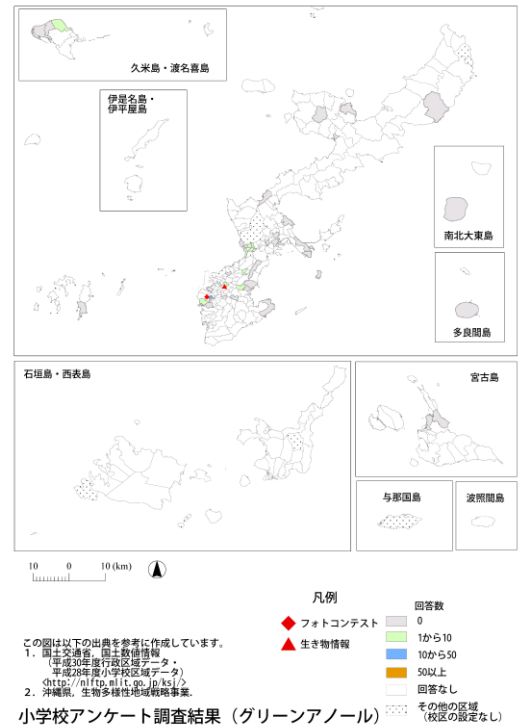 久米島・渡名喜島
伊是名島・
伊平屋島
南北大東島
多良間島
石垣島・西表島
宮古島
与那国島
波照間島
10 0 10 (km)
凡例
フォトコンテスト
生き物情報
回答数
0
1から10
10から50
50以上
回答なし
その他の区域
(校区の設定なし)
この図は以下の出典を参考に作成しています。
1. 国土交通省, 国土数値情報
(平成30年度行政区域データ・
平成28年度小学校区域データ)
<http://nlftp.mlit.go.jp/ksj/>
2. 沖縄県, 生物多様性地域戦略事業.
小学校アンケート調査結果（グリーンアノール）